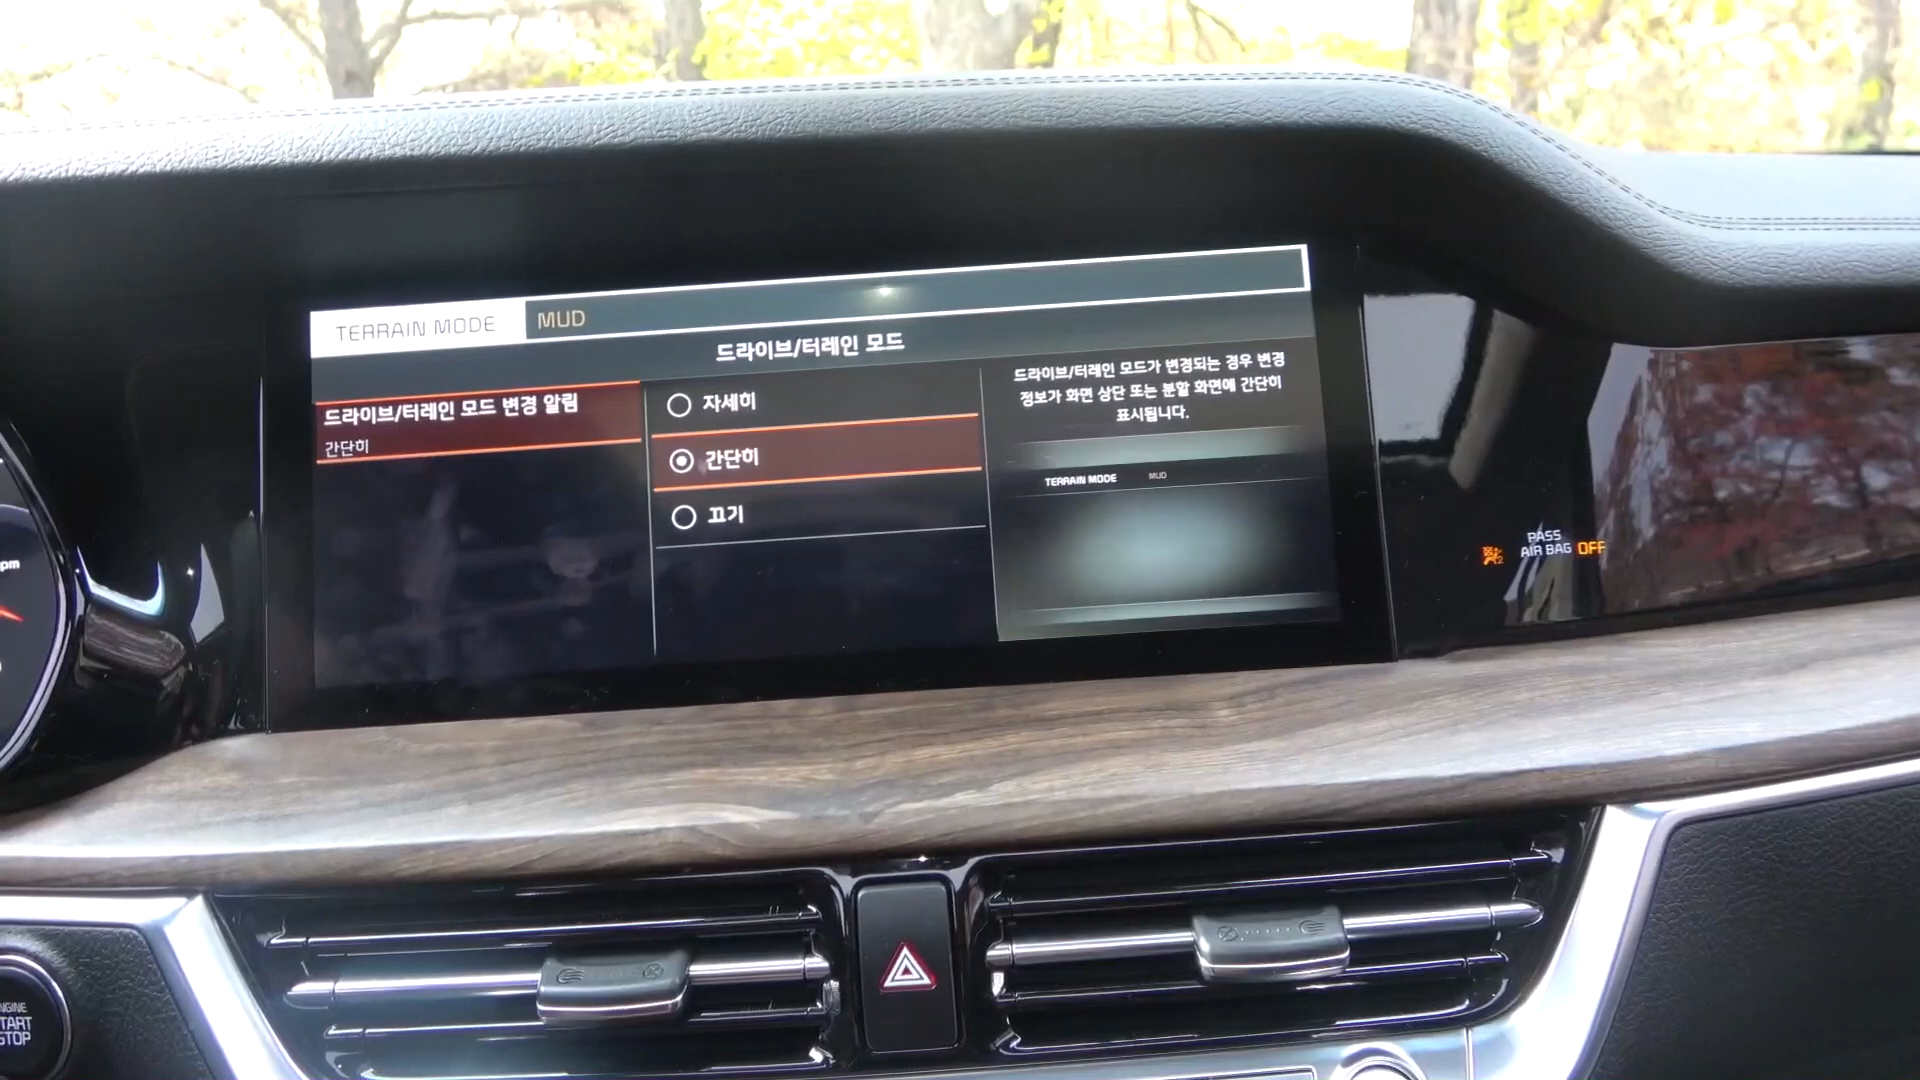 TERRAIN MODE MUD
드라이브/터레인 모드
드라이브/터레인 모드 변경 알림
간단히
자세히
간단히
끄기
드라이브/터레인 모드가 변경되는 경우 변경
정보가 화면 상단 또는 분할 화면에 간단히
표시됩니다.
TERRAIN MODE MUD
PASS
AIR BAG OFF
START
STOP